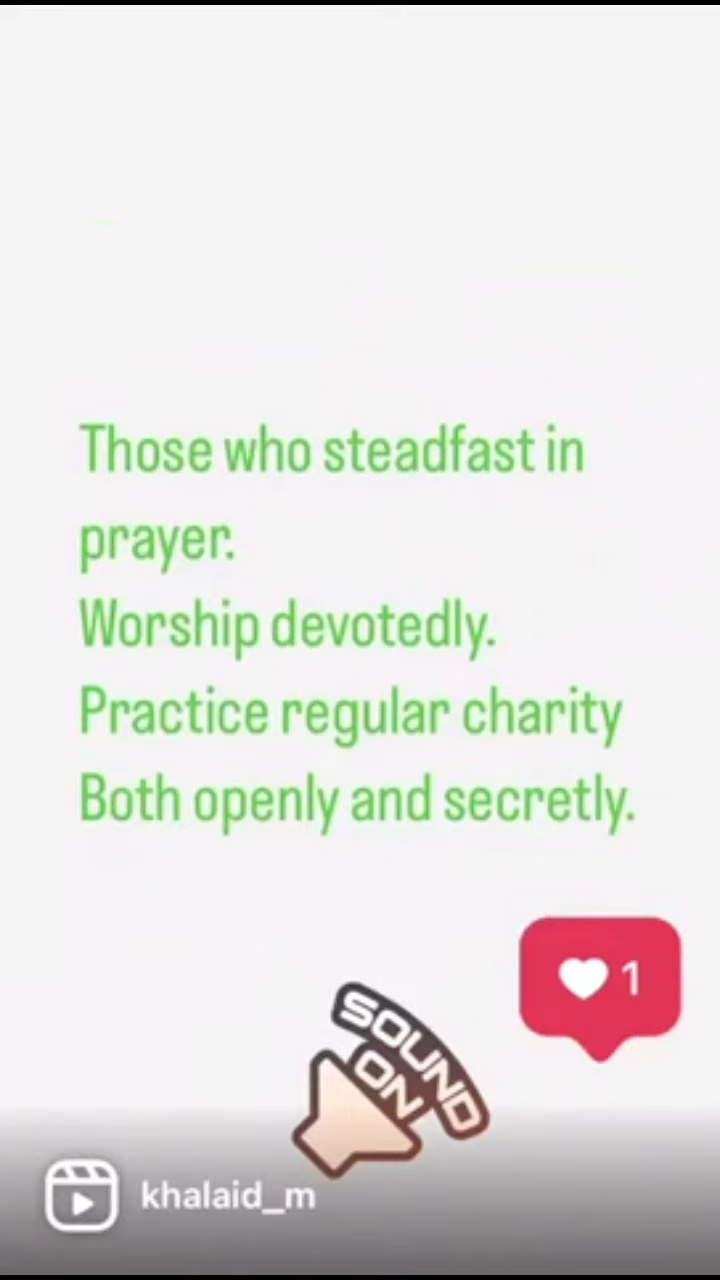 Those who steadfast in
prayer.
Worship devotedly.
Practice regular charity
Both openly and secretly.
1
SOUND
ON
khalaid_m